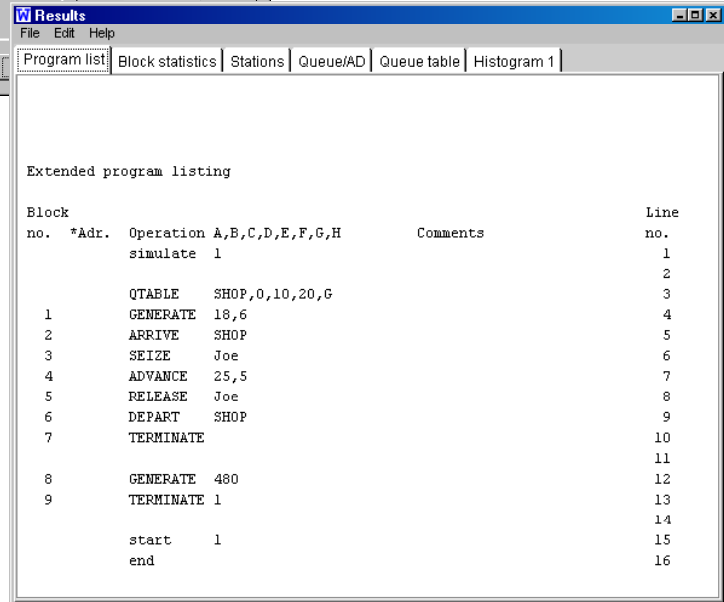 Results
File Edit Help
Program list Block statistics Stations Queue/AD Queue table Histogram 1
Extended program listing
Block Line
no. *Adr. Operation A,B,C,D,E,F,G,H Comments no.
simulate 1 1
2
QTABLE SHOP,0,10,20,G 3
1 GENERATE 18,6 4
2 ARRIVE SHOP 5
3 SEIZE Joe 6
4 ADVANCE 25,5 7
5 RELEASE Joe 8
6 DEPART SHOP 9
7 TERMINATE 10
11
8 GENERATE 480 12
9 TERMINATE 1 13
14
start 1 15
end 16